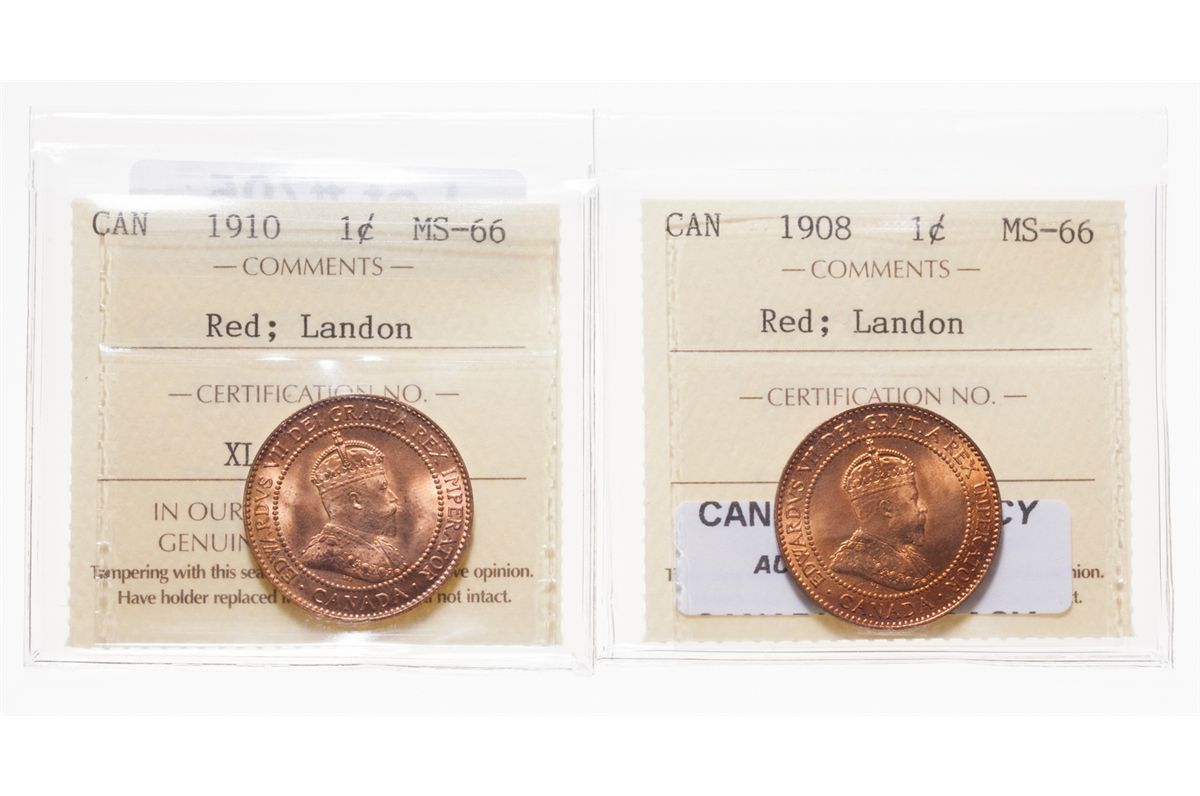 CAN 1910 1¢ MS-66
— COMMENTS —
Red; Landon
— CERTIFICATION NO. —
XL
IN OUR
GENUIN
Tampering with this sea ve opinion.
Have holder replaced i not intact.
EDWARDVS VII DEI GRATIA REX IMPERATOR
CANADA
CAN 1908 1¢ MS-66
— COMMENTS —
Red; Landon
— CERTIFICATION NO. —
CAN CY
AU
T nion.
t.
EDWARDVS VII DEI GRATIA REX IMPERATOR
CANADA